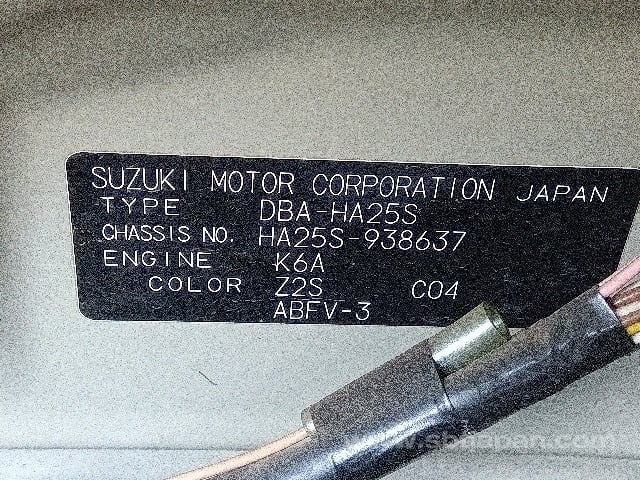 SUZUKI MOTOR CORPORATION JAPAN
TYPE DBA-HA25S
CHASSIS NO. HA25S-938637
ENGINE K6A
COLOR Z2S C04
ABFV-3